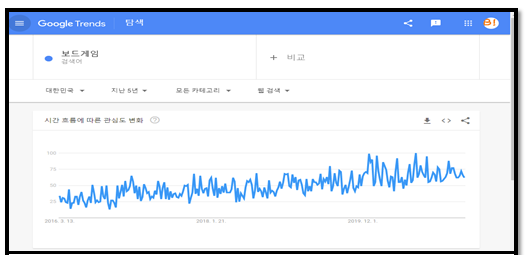 Google Trends 탐색
보드게임
검색어
+ 비교
대한민국 지난 5년 모든 카테고리 웹 검색
시간 흐름에 따른 관심도 변화
100
75
50
25
2016. 3. 13. 2018. 1. 21. 2019. 12. 1.